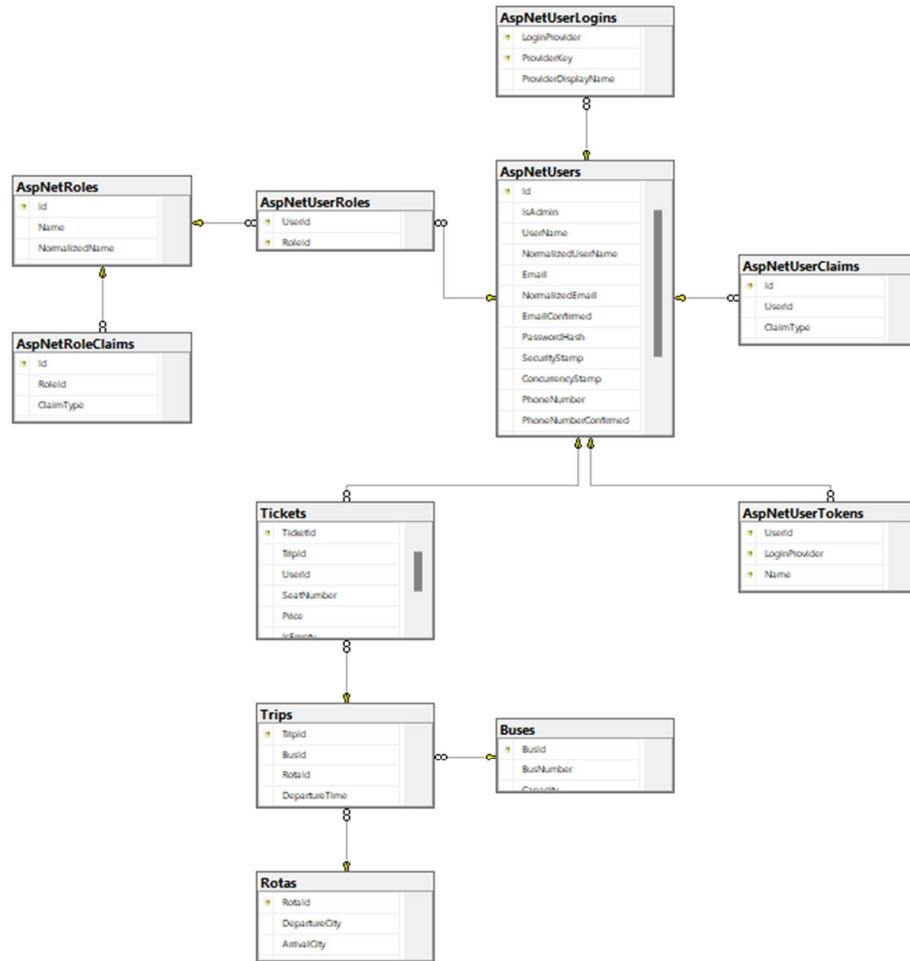 AspNetUserLogins
LoginProvider
ProviderKey
ProviderDisplayName
AspNetUsers
Id
IsAdmin
UserName
NormalizedUserName
Email
NormalizedEmail
EmailConfirmed
PasswordHash
SecurityStamp
ConcurrencyStamp
PhoneNumber
PhoneNumberConfirmed
AspNetRoles
Id
Name
NormalizedName
AspNetUserRoles
UserId
RoleId
AspNetUserClaims
Id
UserId
ClaimType
AspNetRoleClaims
Id
RoleId
ClaimType
Tickets
TicketId
TripId
UserId
SeatNumber
Price
IsEmpty
AspNetUserTokens
UserId
LoginProvider
Name
Trips
TripId
BusId
RotaId
DepartureTime
Buses
BusId
BusNumber
Capacity
Rotas
RotaId
DepartureCity
ArrivalCity